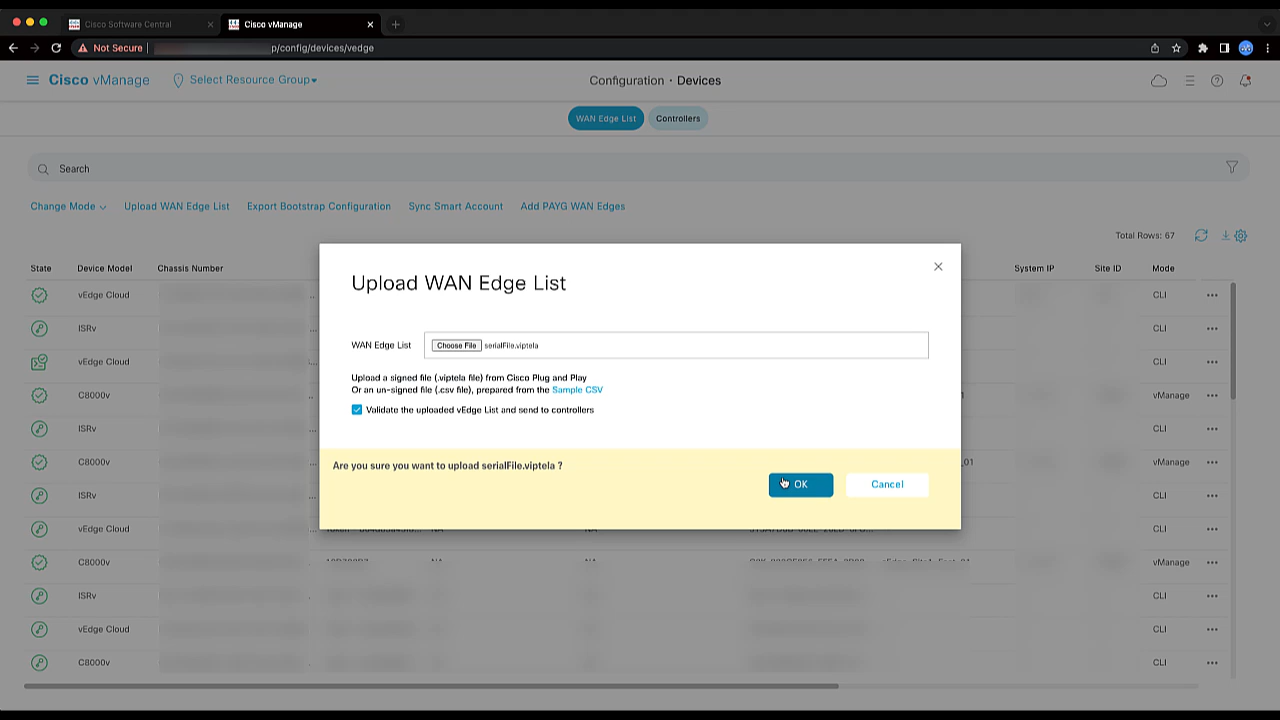 Cisco Software Central
Cisco vManage
Not Secure
p/config/devices/vedge
Cisco vManage
Select Resource Group
Configuration · Devices
WAN Edge List
Controllers
Search
Change Mode
Upload WAN Edge List
Export Bootstrap Configuration
Sync Smart Account
Add PAYG WAN Edges
Total Rows: 67
State Device Model Chassis Number System IP Site ID Mode
vEdge Cloud ... CLI
ISRv ... CLI
vEdge Cloud ... CLI
C8000v ... vManage
ISRv ... CLI
C8000v ... _01 vManage
ISRv CLI
vEdge Cloud CLI
C8000v vManage
ISRv CLI
vEdge Cloud CLI
C8000v CLI
Upload WAN Edge List
WAN Edge List Choose File serialFile.viptela
Upload a signed file (.viptela file) from Cisco Plug and Play
Or an un-signed file (.csv file), prepared from the Sample CSV
Validate the uploaded vEdge List and send to controllers
Are you sure you want to upload serialFile.viptela ?
OK
Cancel